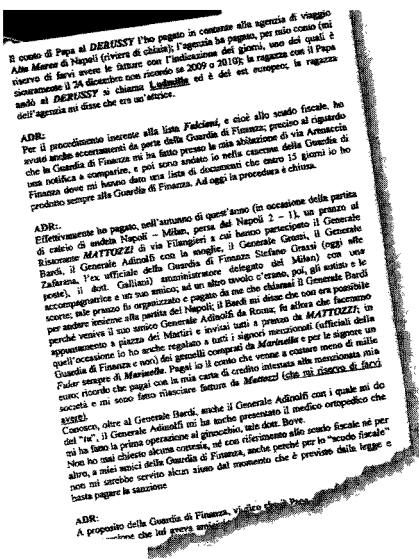 Il conto di Papa al DERUSSY l'ho pagato in contante alla agenzia di viaggio
Alta Marea di Napoli (riviera di chiaia); l'agenzia ha pagato, per mio conto (mi
riservo di farvi avere le fatture con l'indicazione dei giorni, uno dei quali è
sicuramente il 24 dicembre non ricordo se 2009 o 2010); la ragazza con il Papa
andò al DERUSSY si chiama Ludmilla ed è del est europeo; la ragazza
dell'agenzia mi disse che era un'attrice.
ADR:
Per il procedimento inerente alla lista Falciani, e cioè allo scudo fiscale, ho
avuto anche accertamenti da parte della Guardia di Finanza; preciso al riguardo
che la Guardia di Finanza mi ha fatto presso la mia abitazione di via Arenaccia
una notifica a comparire, e poi sono andato io nella caserma della Guardia di
Finanza dove mi hanno dato una lista di documenti che entro 15 giorni io ho
prodotto sempre alla Guardia di Finanza. Ad oggi la procedura è chiusa.
ADR:
Effettivamente ho pagato, nell'autunno di quest'anno (in occasione della partita
di calcio di andata Napoli – Milan, persa dal Napoli 2 – 1), un pranzo al
Ristorante MATTOZZI di via Filangieri a cui hanno partecipato il Generale
Bardi, il Generale Adinolfi con la moglie, il Generale Grassi, il Generale
Zafarana, l'ex ufficiale della Guardia di Finanza Stefano Grassi (oggi alle
poste), il dott. Galliani) amministratore delegato del Milan) con una
accompagnatrice e un suo amico; ad un altro tavolo c'erano, poi, gli autisti e le
scorte; tale pranzo fu organizzato e pagato da me che chiamai il Generale Bardi
per andare insieme alla partita del Napoli; il Bardi mi disse che non era possibile
perché veniva il suo amico Generale Adinolfi da Roma; fu allora che facemmo
appuntamento a piazza dei Martiri e invitai tutti a pranzo da MATTOZZI; in
quell'occasione io ho anche regalato a tutti i signori menzionati (ufficiali della
Guardia di Finanza e non) dei gemelli comprati da Marinella e per le signore un
Fular sempre di Marinella. Pagai io il conto che venne a costare meno di mille
euro; ricordo che pagai con la mia carta di credito intestata alla menzionata mia
società e mi sono fatto rilasciare fatture da Mattozzi (che mi riservo di farvi
avere).
Conosco, oltre al Generale Bardi, anche il Generale Adinolfi con i quale mi do
del "tu", il Generale Adinolfi mi ha anche presentato il medico ortopedico che
mi ha fatto la prima operazione al ginocchio, tale dott. Bove.
Non ho mai chiesto alcuna cortesia, né con riferimento allo scudo fiscale né per
altro, a miei amici della Guardia di Finanza, anche perché per lo "scudo fiscale"
non mi sarebbe servito alcun aiuto dal momento che è previsto dalla legge e
basta pagare la sanzione
ADR:
A proposito della Guardia di Finanza, vi dico che il Papa
che lui aveva